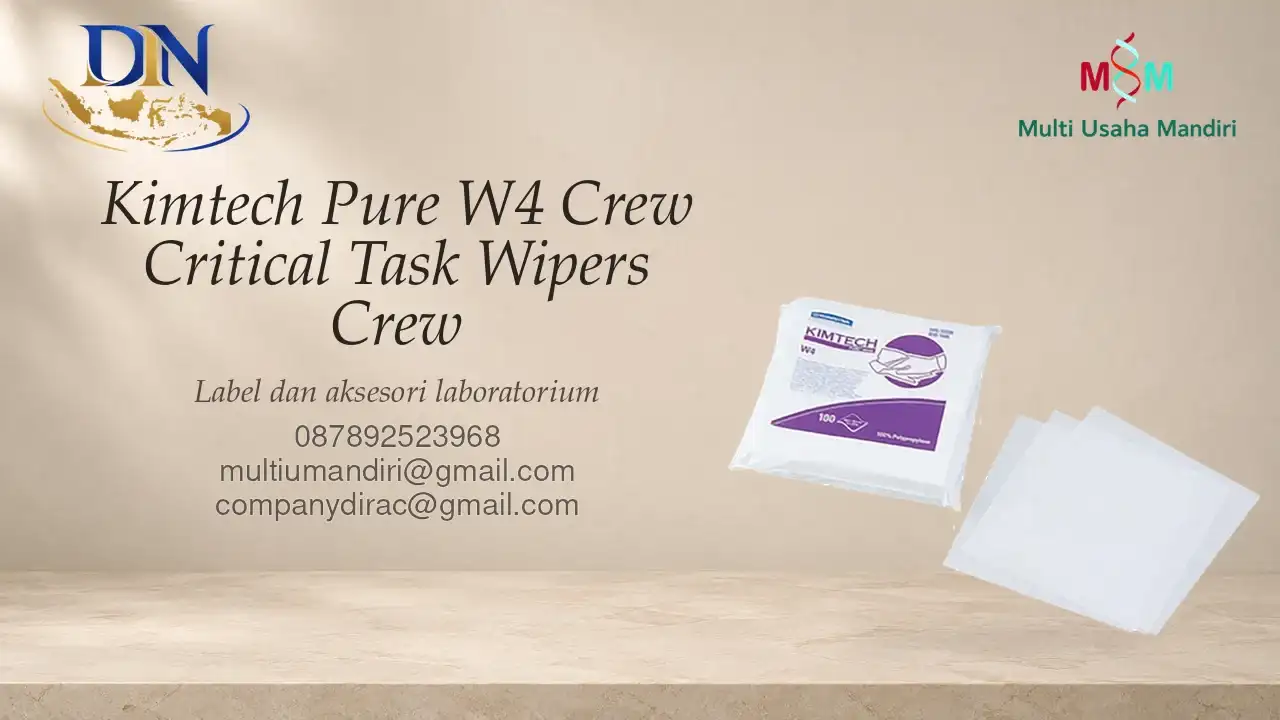 DIN
MSM
Multi Usaha Mandiri
Kimtech Pure W4 Crew
Critical Task Wipers
Crew
Label dan aksesori laboratorium
087892523968
multiumandiri@gmail.com
companydirac@gmail.com
KIMTECH
W4
100
100% Polypropylene